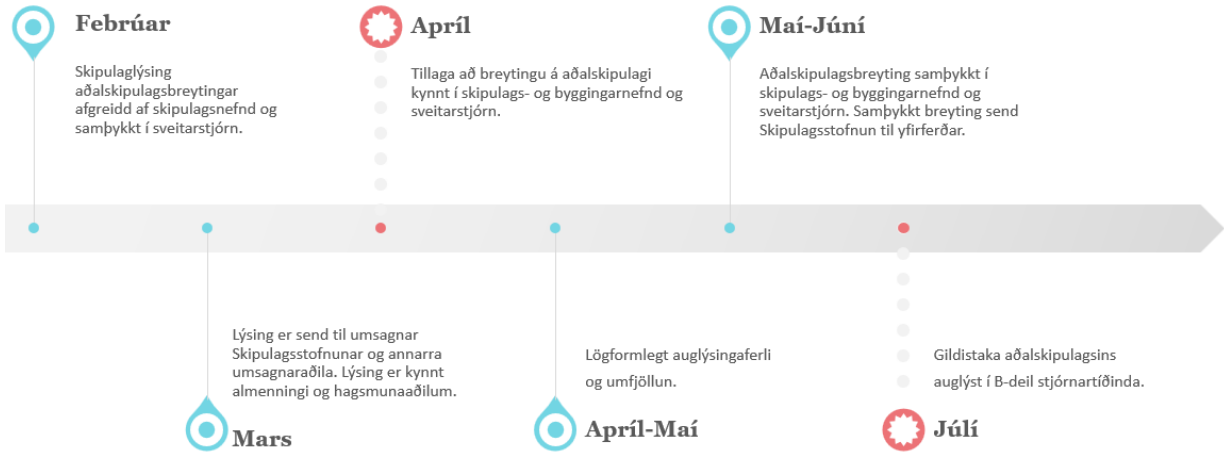 Febrúar
Skipulaglýsing
aðalskipulagsbreytingar
afgreidd af skipulagsnefnd og
samþykkt í sveitarstjórn.
Apríl
Tillaga að breytingu á aðalskipulagi
kynnt í skipulags- og byggingarnefnd og
sveitarstjórn.
Maí-Júní
Aðalskipulagsbreyting samþykkt í
skipulags- og byggingarnefnd og
sveitarstjórn. Samþykkt breyting send
Skipulagsstofnun til yfirferðar.
Lýsing er send til umsagnar
Skipulagsstofnunar og annarra
umsagnaraðila. Lýsing er kynnt
almenningi og hagsmunaaðilum.
Mars
Lögformlegt auglýsingaferli
og umfjöllun.
Apríl-Maí
Gildistaka aðalskipulagsins
auglýst í B-deil stjórnartíðinda.
Júlí